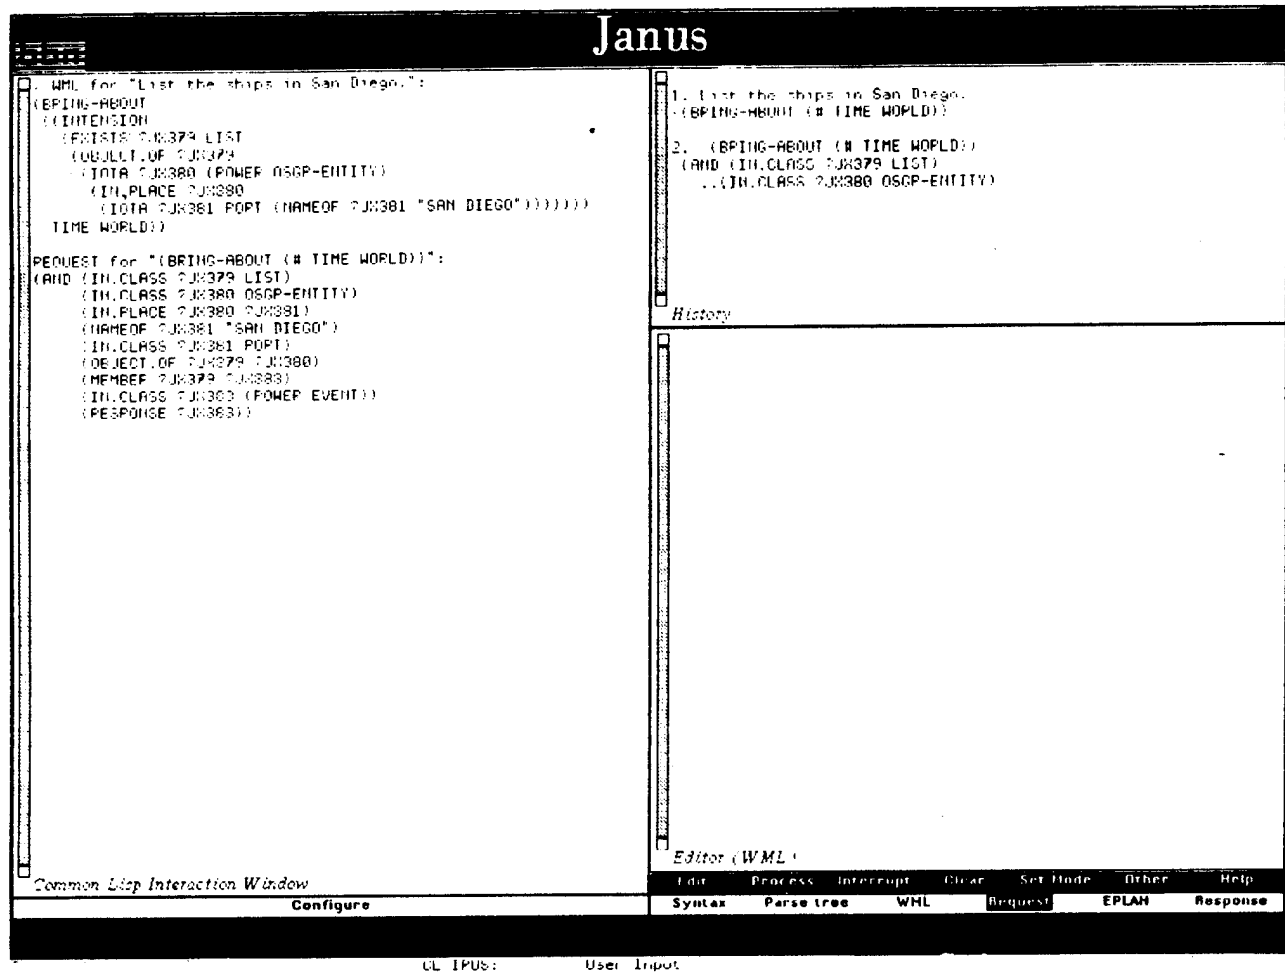 Janus
. WML for "List the ships in San Diego.":
(BRING-ABOUT
((INTENSION
(EXISTS ?JX379 LIST
(OBJECT.OF ?JX379
(IOTA ?JX380 (POWER OSGP-ENTITY)
(IN.PLACE ?JX380
(IOTA ?JX381 PORT (NAMEOF ?JX381 "SAN DIEGO")))))))
TIME WORLD))
REQUEST for "(BRING-ABOUT (# TIME WORLD))":
(AND (IN.CLASS ?JX379 LIST)
(IN.CLASS ?JX380 OSGP-ENTITY)
(IN.PLACE ?JX380 ?JX381)
(NAMEOF ?JX381 "SAN DIEGO")
(IN.CLASS ?JX381 PORT)
(OBJECT.OF ?JX379 ?JX380)
(MEMBER ?JX379 ?JX383)
(IN.CLASS ?JX383 (POWER EVENT))
(RESPONSE ?JX383))
Common Lisp Interaction Window
Configure
1. List the ships in San Diego.
(BRING-ABOUT (# TIME WORLD))
2. (BRING-ABOUT (# TIME WORLD))
(AND (IN.CLASS ?JX379 LIST)
..(IN.CLASS ?JX380 OSGP-ENTITY)
History
Editor (WML)
Edit Process Interrupt Clear Set Mode Other Help
Syntax Parse tree WML Request EPLAN Response
CL IPUS: User Input